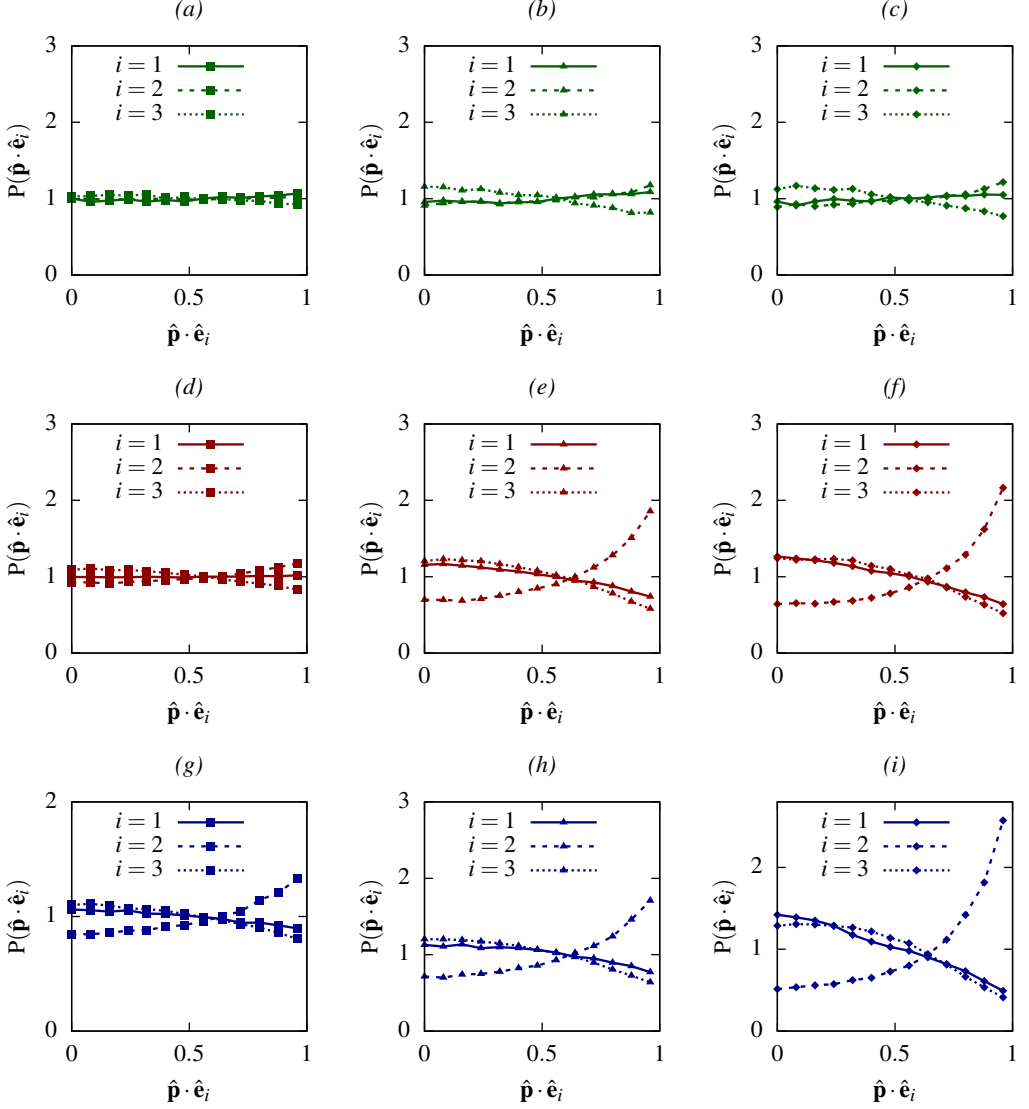 (a) (b) (c)
3 3 3
i = 1 i = 1 i = 1
i = 2 i = 2 i = 2
i = 3 i = 3 i = 3
2 2 2
P(p̂ · ê_i) P(p̂ · ê_i) P(p̂ · ê_i)
1 1 1
0 0 0
0 0.5 1 0 0.5 1 0 0.5 1
p̂ · ê_i p̂ · ê_i p̂ · ê_i
(d) (e) (f)
3 3 3
i = 1 i = 1 i = 1
i = 2 i = 2 i = 2
i = 3 i = 3 i = 3
2 2 2
P(p̂ · ê_i) P(p̂ · ê_i) P(p̂ · ê_i)
1 1 1
0 0 0
0 0.5 1 0 0.5 1 0 0.5 1
p̂ · ê_i p̂ · ê_i p̂ · ê_i
(g) (h) (i)
2 3
i = 1 i = 1 i = 1
i = 2 i = 2 i = 2
i = 3 i = 3 i = 3
2 2
P(p̂ · ê_i) P(p̂ · ê_i) P(p̂ · ê_i)
1 1 1
0 0 0
0 0.5 1 0 0.5 1 0 0.5 1
p̂ · ê_i p̂ · ê_i p̂ · ê_i